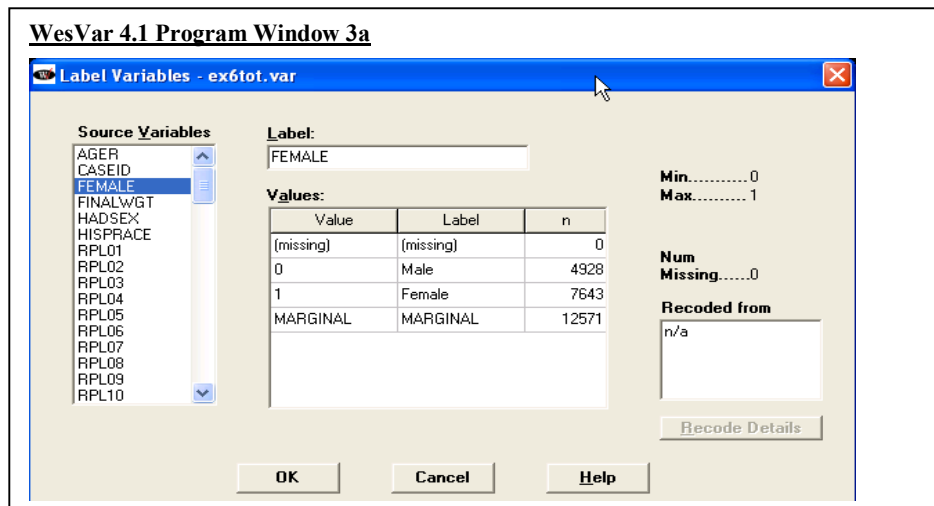 WesVar 4.1 Program Window 3a
W Label Variables - ex6tot.var
Source Variables
AGER
CASEID
FEMALE
FINALWGT
HADSEX
HISPRACE
RPL01
RPL02
RPL03
RPL04
RPL05
RPL06
RPL07
RPL08
RPL09
RPL10
Label:
FEMALE
Values:
Value Label n
(missing) (missing) 0
0 Male 4928
1 Female 7643
MARGINAL MARGINAL 12571
Min..........0
Max.......... 1
Num
Missing......0
Recoded from
n/a
Recode Details
OK Cancel Help